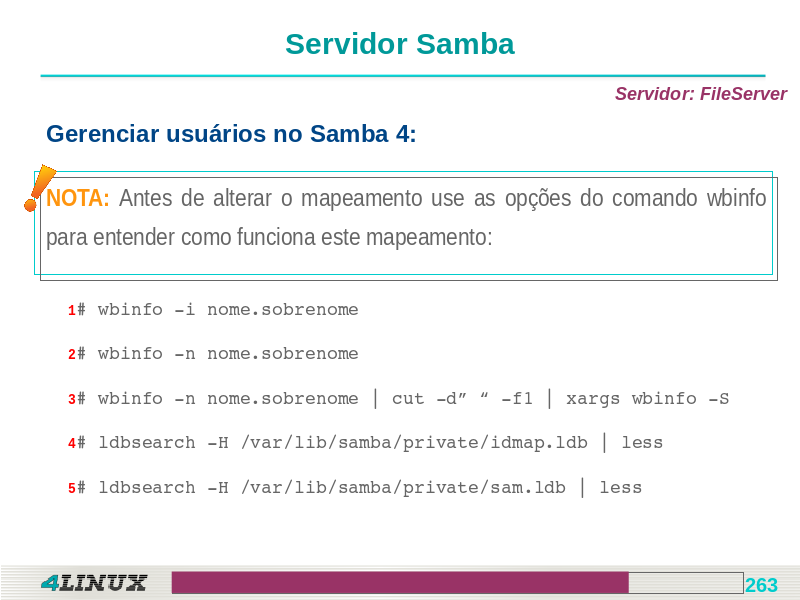 Servidor Samba
Servidor: FileServer
Gerenciar usuários no Samba 4:
NOTA: Antes de alterar o mapeamento use as opções do comando wbinfo
para entender como funciona este mapeamento:
1# wbinfo –i nome.sobrenome
2# wbinfo –n nome.sobrenome
3# wbinfo –n nome.sobrenome | cut –d” “ -f1 | xargs wbinfo –S
4# ldbsearch –H /var/lib/samba/private/idmap.ldb | less
5# ldbsearch –H /var/lib/samba/private/sam.ldb | less
4LINUX
263